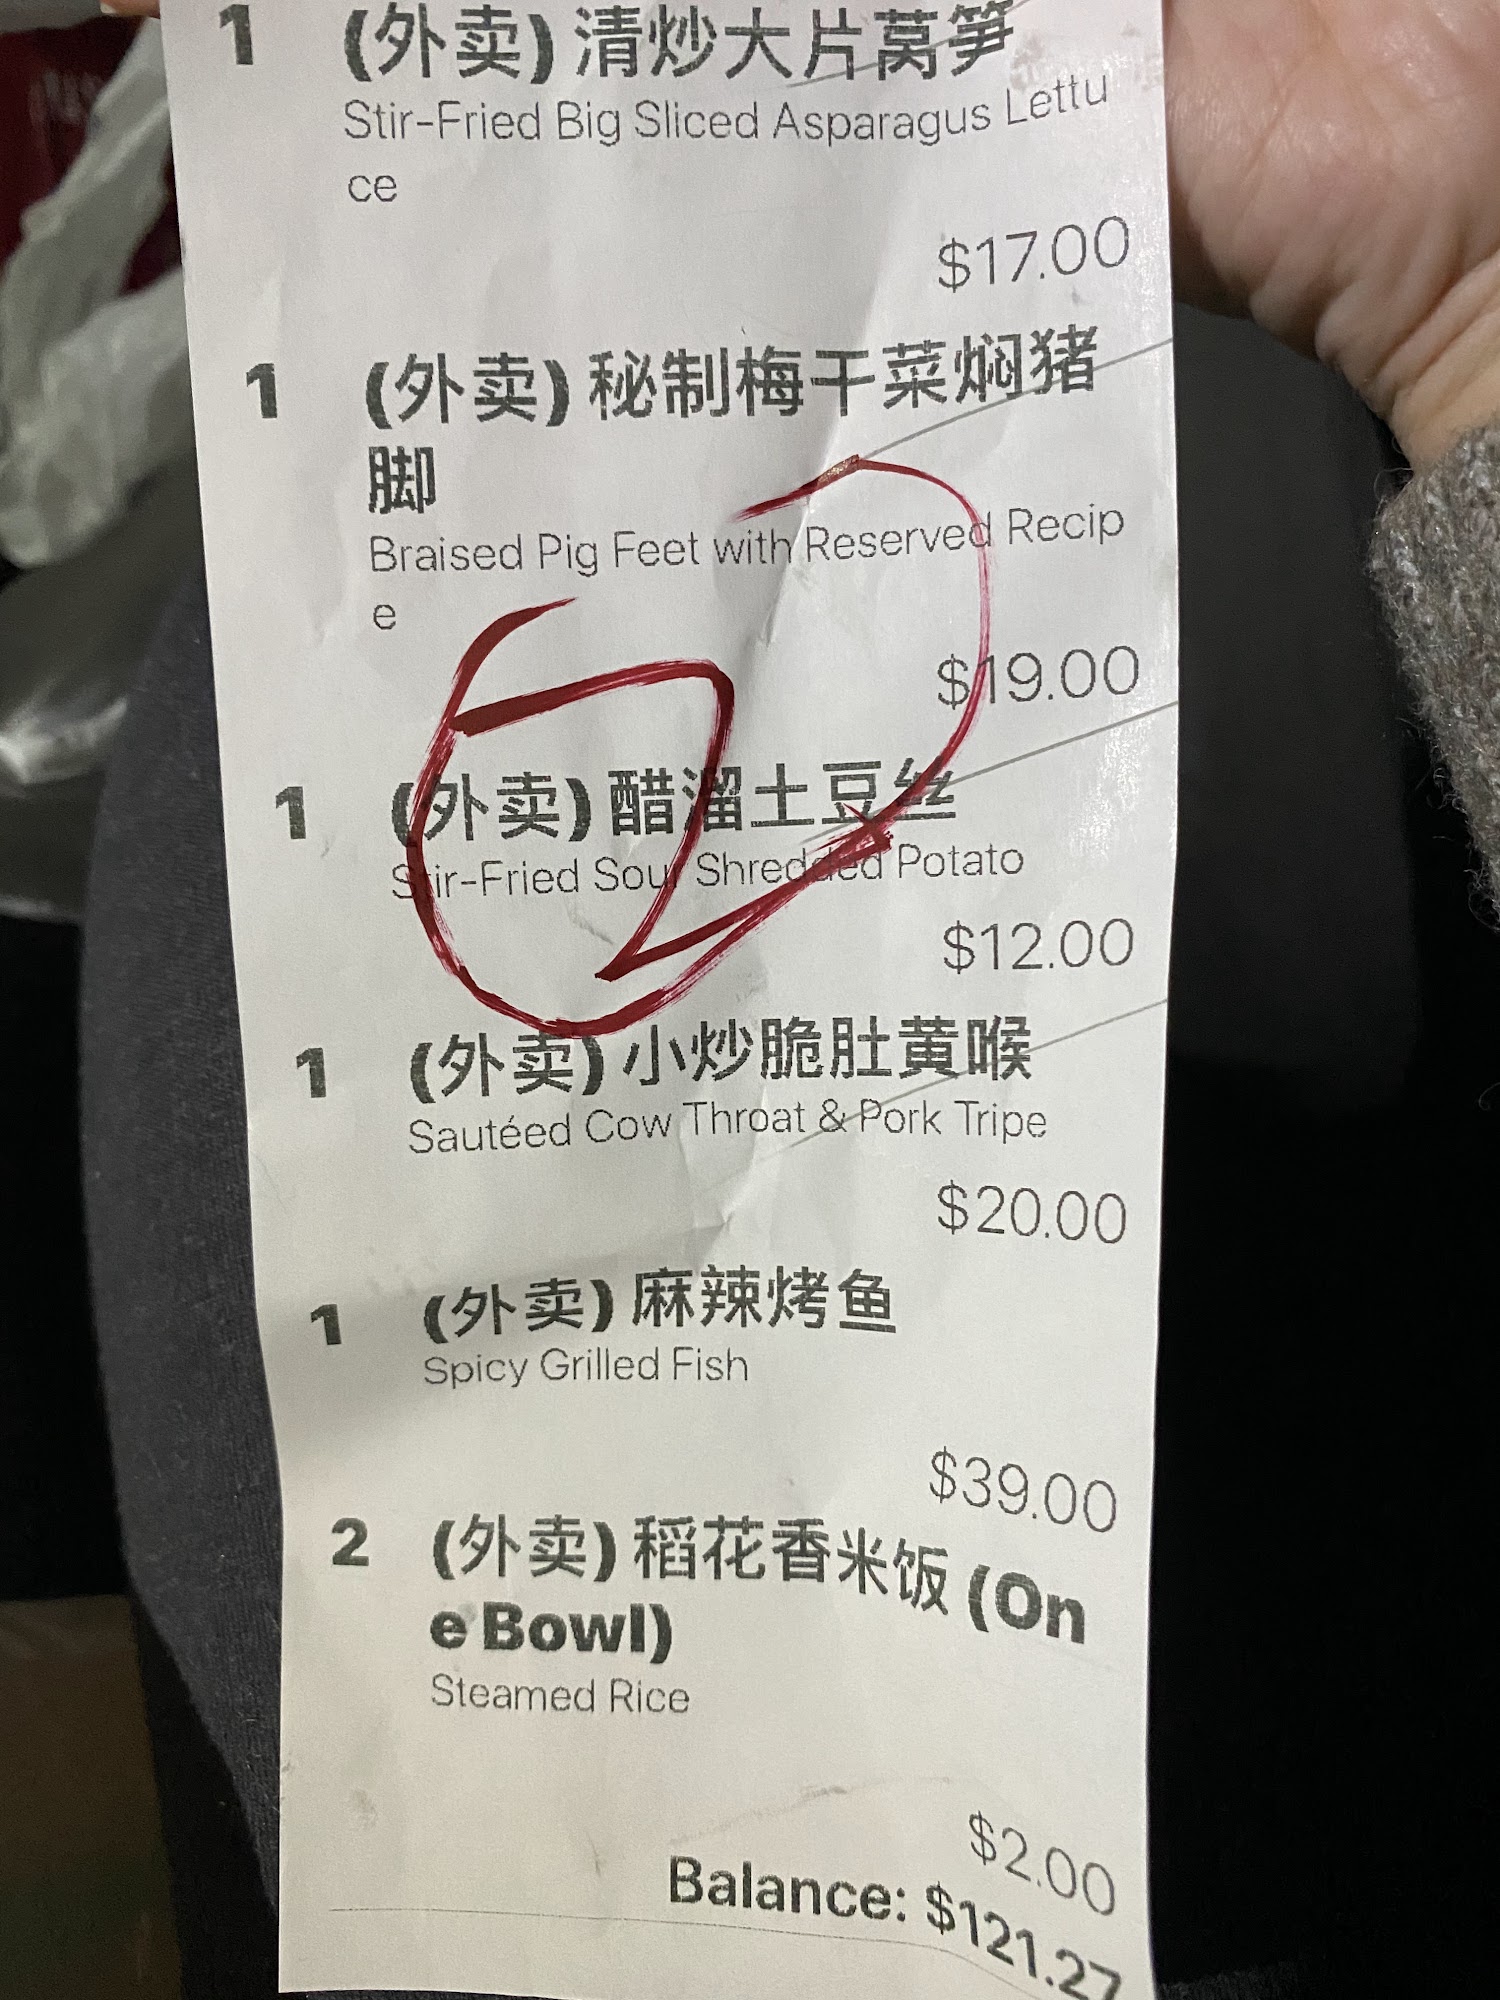 1 (外卖) 清炒大片莴笋
Stir-Fried Big Sliced Asparagus Lettu
ce
$17.00
1 (外卖) 秘制梅干菜焖猪
脚
Braised Pig Feet with Reserved Recip
e
$19.00
2
1 (外卖) 醋溜土豆丝
Stir-Fried Sour Shredded Potato
$12.00
1 (外卖) 小炒脆肚黄喉
Sautéed Cow Throat & Pork Tripe
$20.00
1 (外卖) 麻辣烤鱼
Spicy Grilled Fish
$39.00
2 (外卖) 稻花香米饭 (On
e Bowl)
Steamed Rice
$2.00
Balance: $121.27